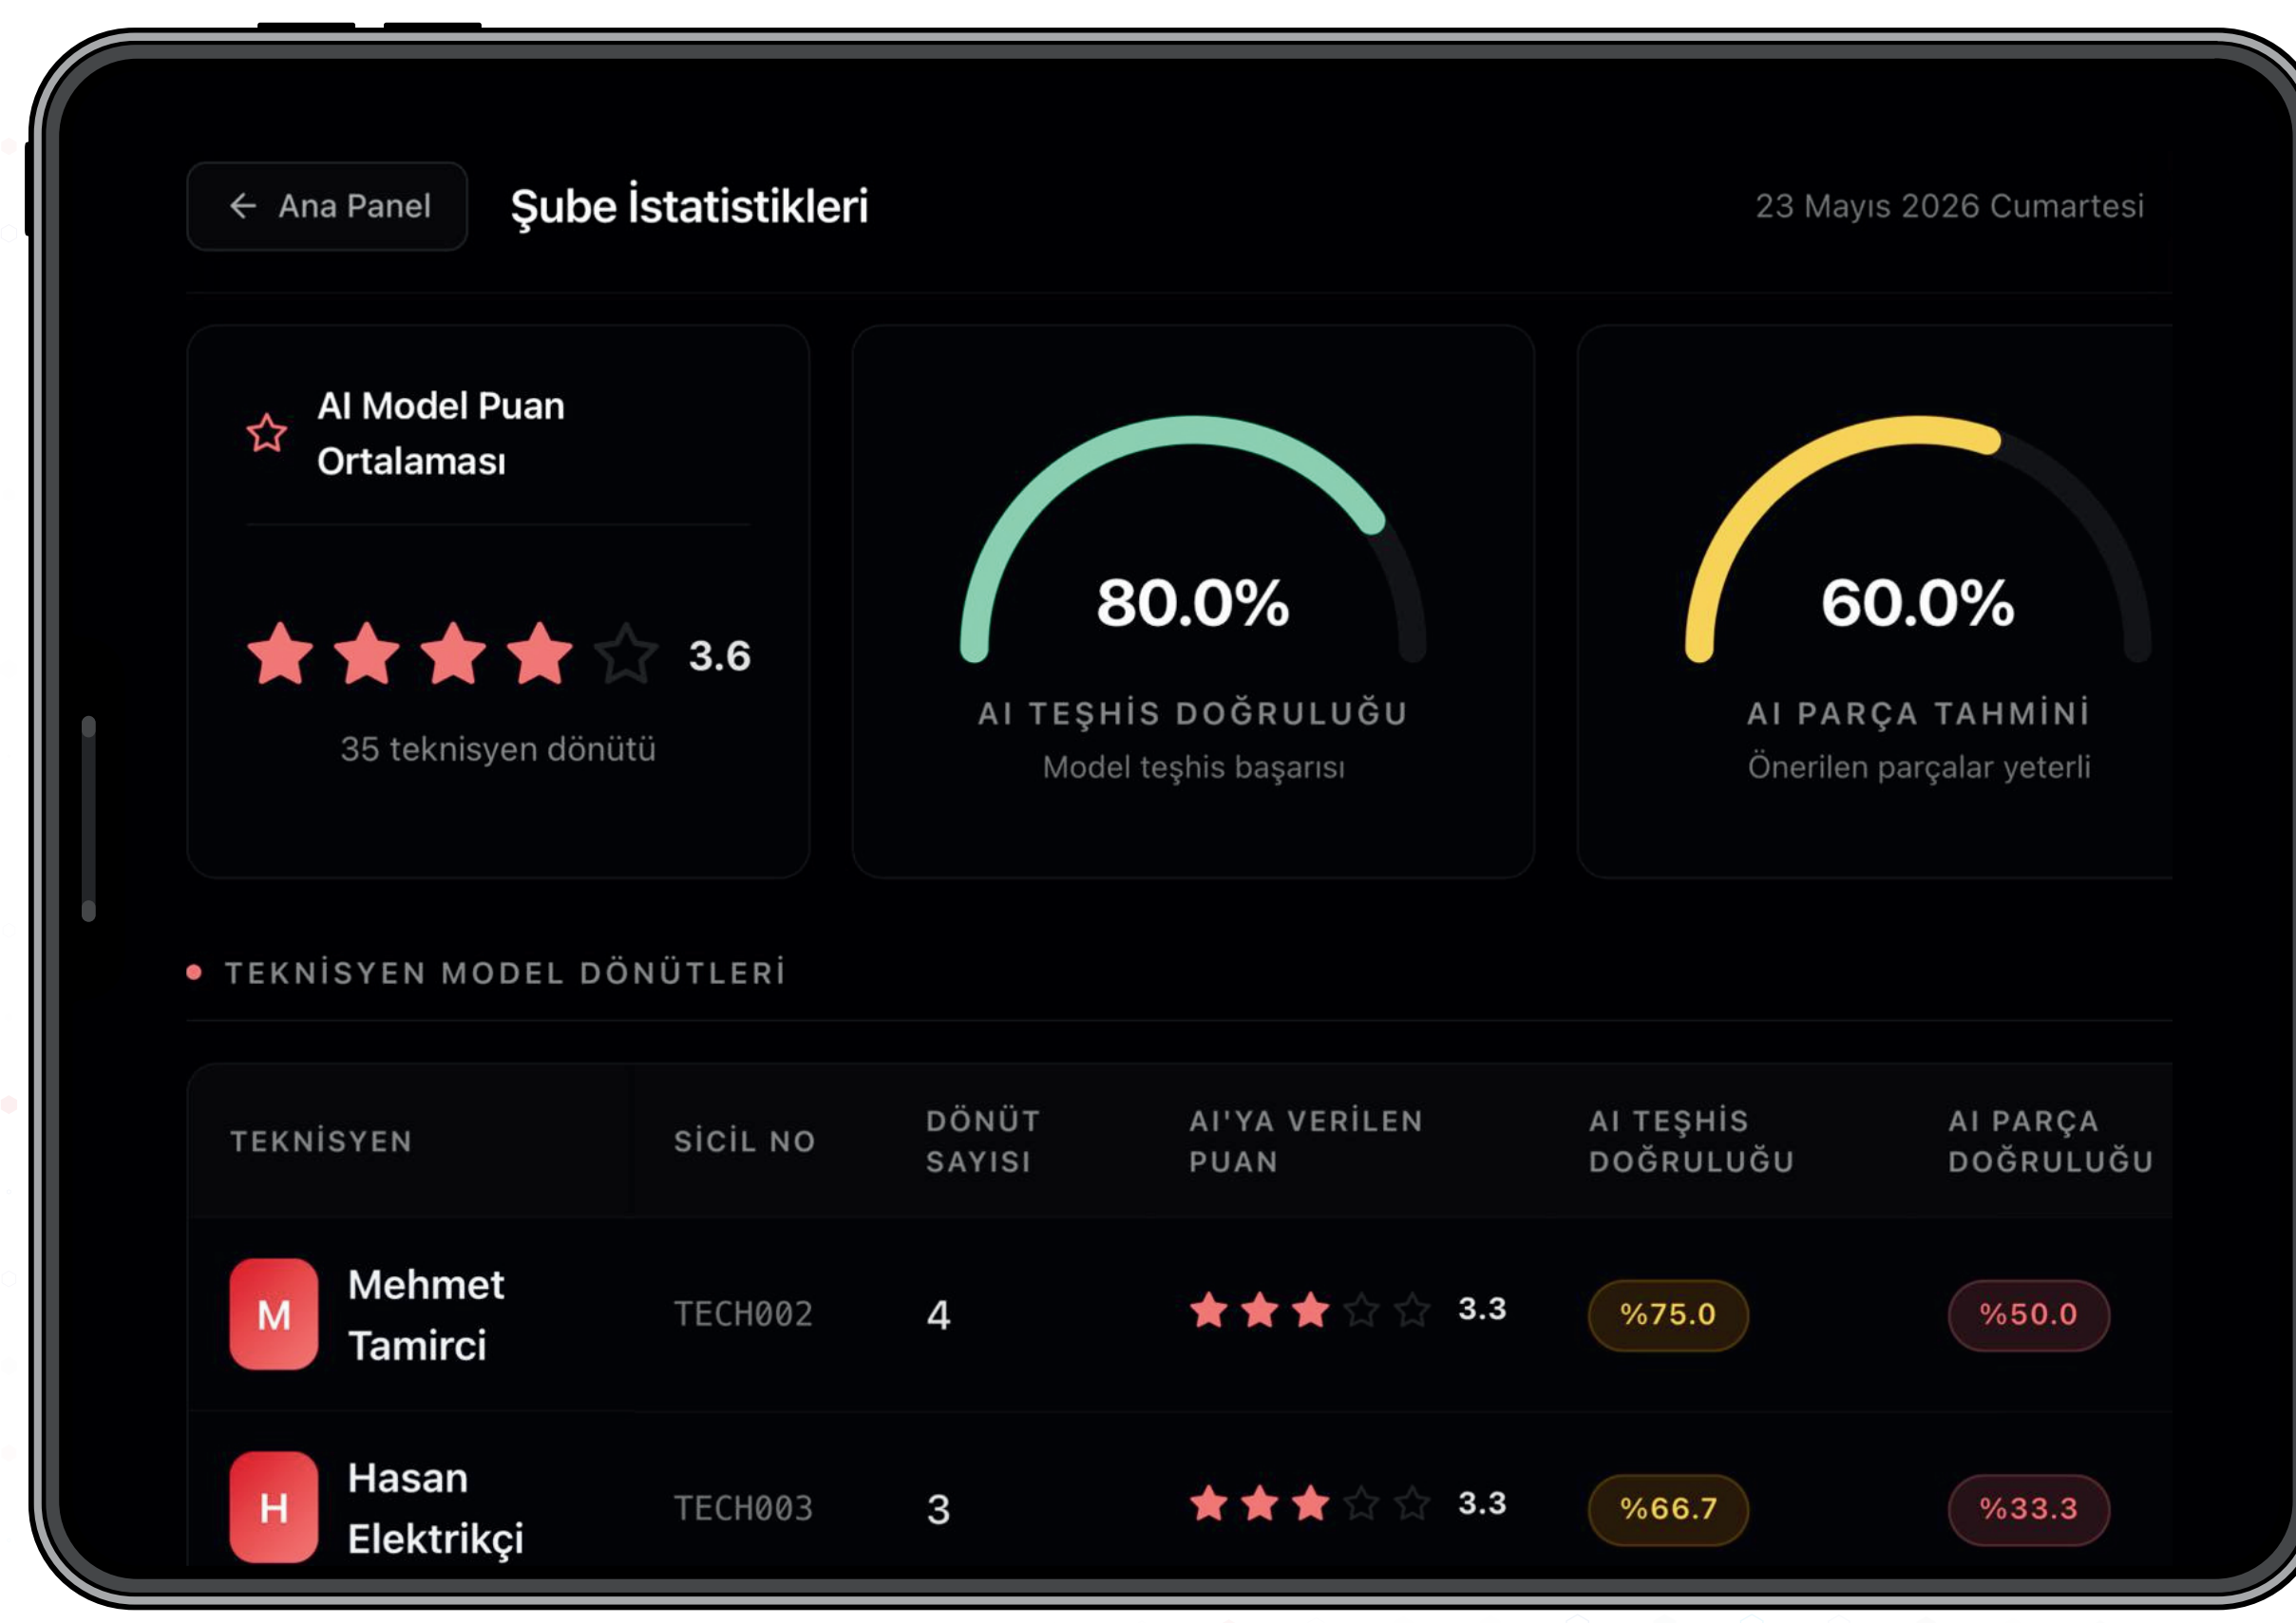 Ana Panel
Şube İstatistikleri
23 Mayıs 2026 Cumartesi
AI Model Puan
Ortalaması
3.6
35 teknisyen dönütü
80.0%
AI TEŞHİS DOĞRULUĞU
Model teşhis başarısı
60.0%
AI PARÇA TAHMİNİ
Önerilen parçalar yeterli
TEKNİSYEN MODEL DÖNÜTLERİ
TEKNİSYEN
SİCİL NO
DÖNÜT
SAYISI
AI'YA VERİLEN
PUAN
AI TEŞHİS
DOĞRULUĞU
AI PARÇA
DOĞRULUĞU
M
Mehmet
Tamirci
TECH002
4
3.3
%75.0
%50.0
H
Hasan
Elektrikçi
TECH003
3
3.3
%66.7
%33.3